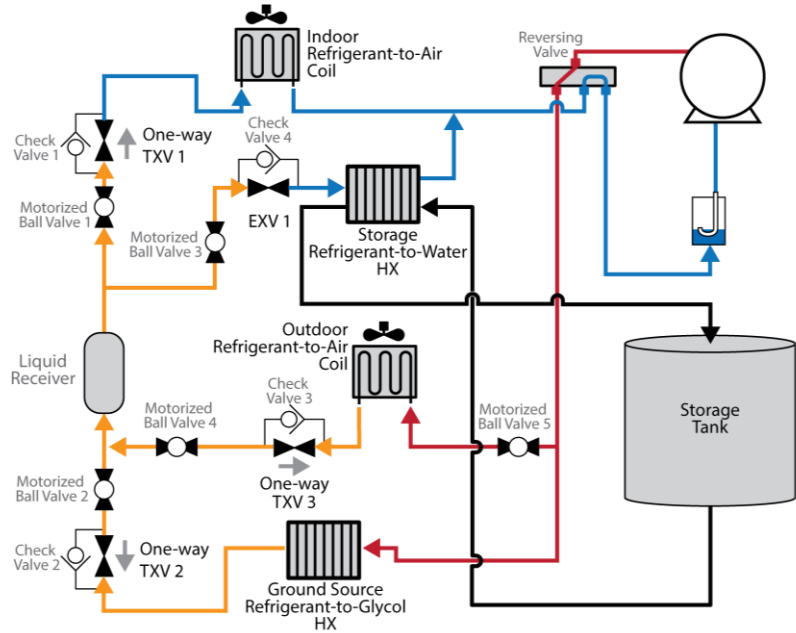 Indoor
Refrigerant-to-Air
Coil
Reversing
Valve
Check
Valve 1
One-way
TXV 1
Check
Valve 4
Motorized
Ball Valve 1
Motorized
Ball Valve 3
EXV 1
Storage
Refrigerant-to-Water
HX
Liquid
Receiver
Outdoor
Refrigerant-to-Air
Coil
Check
Valve 3
Motorized
Ball Valve 4
Motorized
Ball Valve 5
Storage
Tank
Motorized
Ball Valve 2
One-way
TXV 3
Check
Valve 2
One-way
TXV 2
Ground Source
Refrigerant-to-Glycol
HX